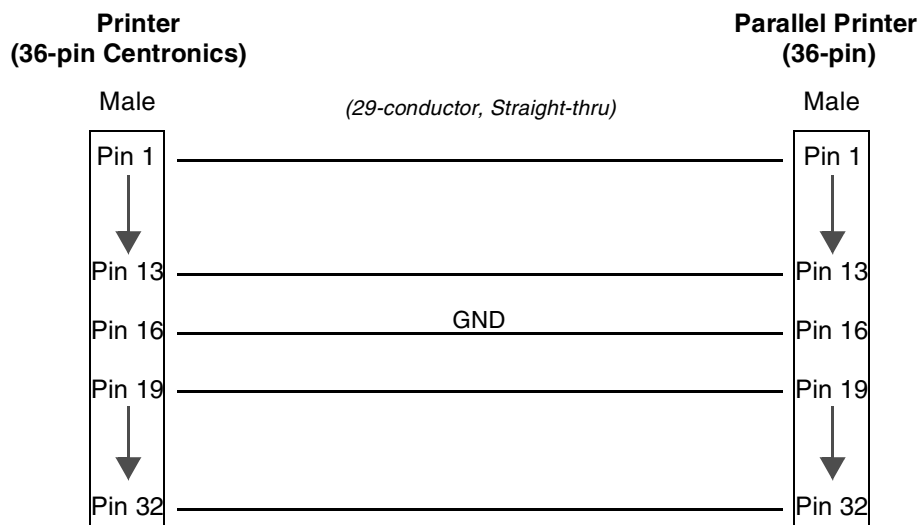 Printer
(36-pin Centronics)
Parallel Printer
(36-pin)
Male
(29-conductor, Straight-thru)
Male
Pin 1
Pin 1
Pin 13
Pin 13
Pin 16
GND
Pin 16
Pin 19
Pin 19
Pin 32
Pin 32